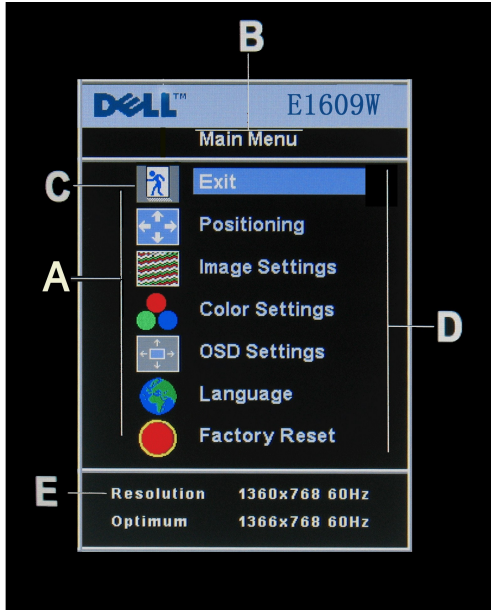 B
DELL™ E1609W
Main Menu
C Exit
Positioning
A Image Settings
Color Settings
D
OSD Settings
Language
Factory Reset
E Resolution 1360x768 60Hz
Optimum 1366x768 60Hz